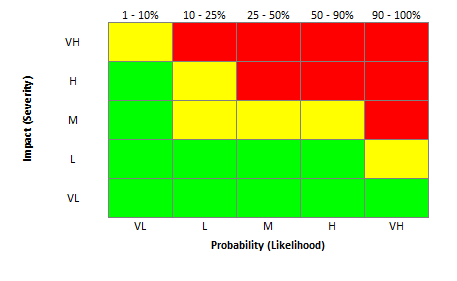 1 - 10% 10 - 25% 25 - 50% 50 - 90% 90 - 100%
VH
H
Impact (Severity)
M
L
VL
VL L M H VH
Probability (Likelihood)